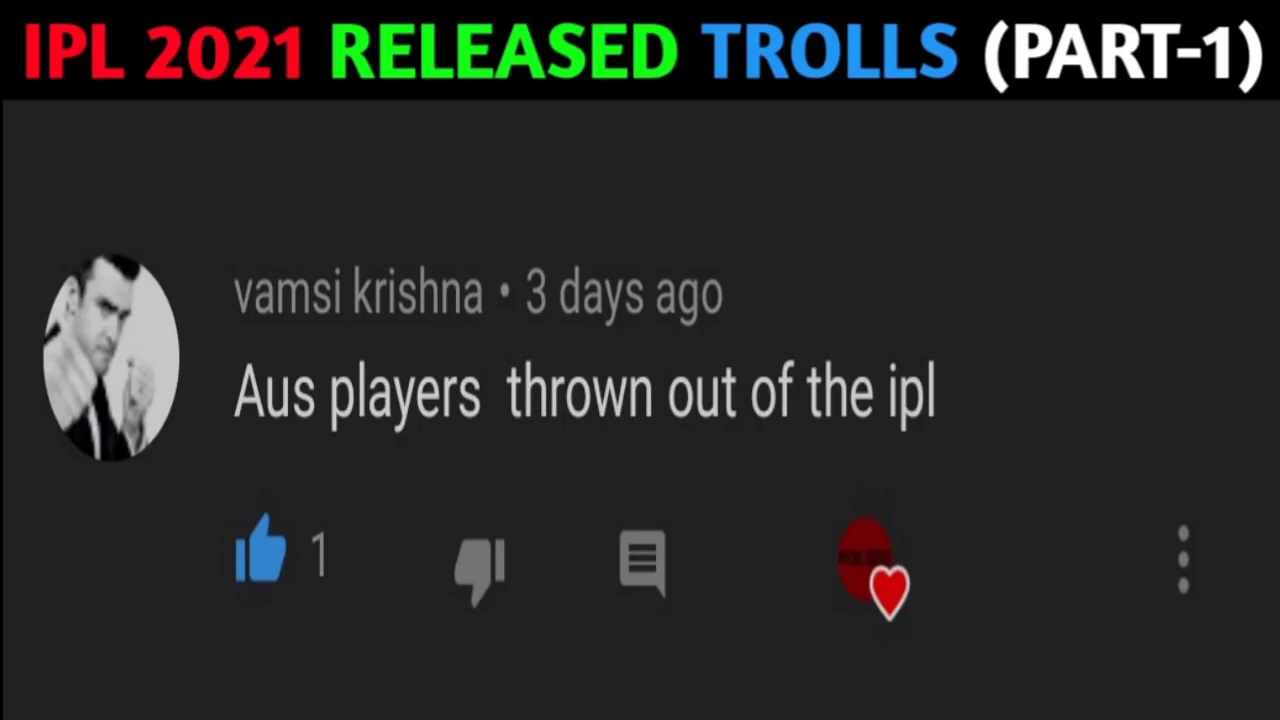 IPL 2021 RELEASED TROLLS (PART-1)
vamsi krishna • 3 days ago
Aus players  thrown out of the ipl
1